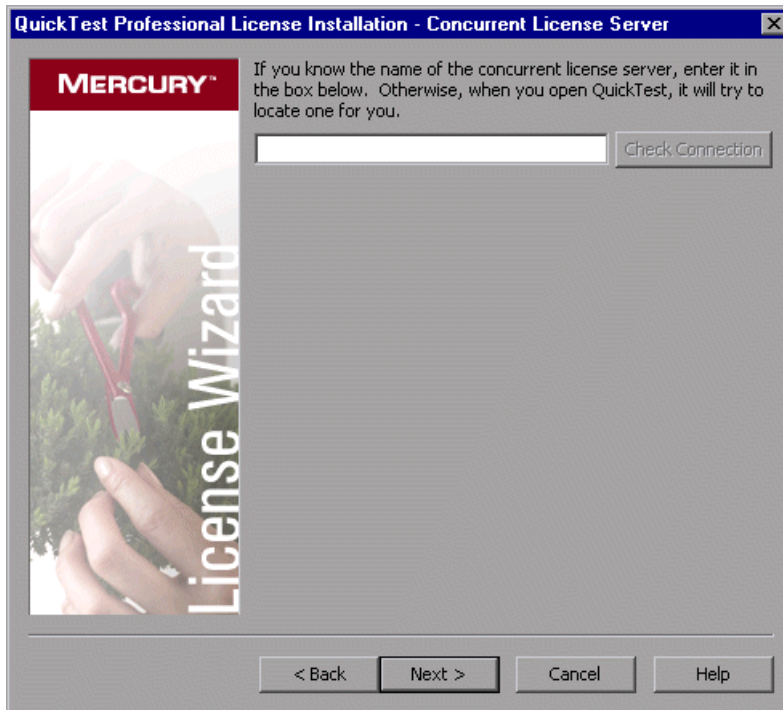 QuickTest Professional License Installation - Concurrent License Server
MERCURY™
License Wizard
If you know the name of the concurrent license server, enter it in
the box below. Otherwise, when you open QuickTest, it will try to
locate one for you.
Check Connection
< Back
Next >
Cancel
Help